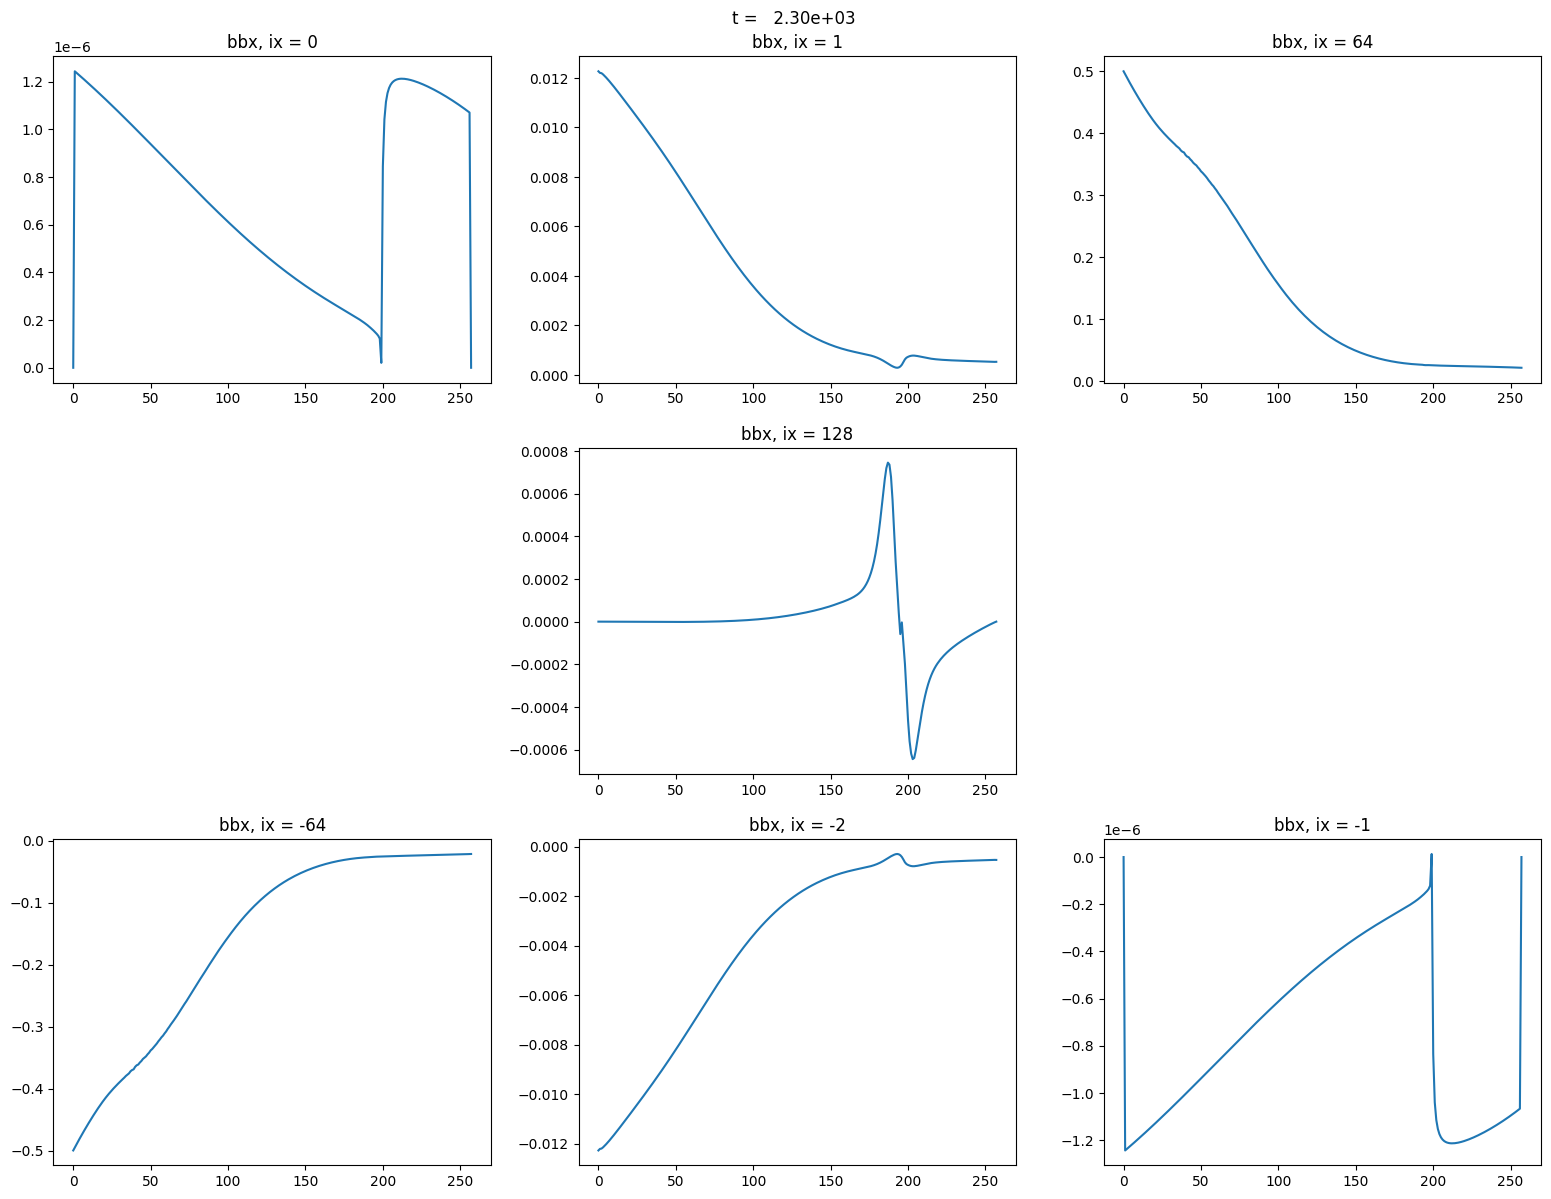 t =   2.30e+03
bbx, ix = 0
bbx, ix = 1
bbx, ix = 64
1e−6
1.2
1.0
0.8
0.6
0.4
0.2
0.0
0 50 100 150 200 250
0.012
0.010
0.008
0.006
0.004
0.002
0.000
0 50 100 150 200 250
0.5
0.4
0.3
0.2
0.1
0.0
0 50 100 150 200 250
bbx, ix = 128
0.0008
0.0006
0.0004
0.0002
0.0000
−0.0002
−0.0004
−0.0006
0 50 100 150 200 250
bbx, ix = -64
bbx, ix = -2
bbx, ix = -1
0.0
−0.1
−0.2
−0.3
−0.4
−0.5
0 50 100 150 200 250
0.000
−0.002
−0.004
−0.006
−0.008
−0.010
−0.012
0 50 100 150 200 250
1e−6
0.0
−0.2
−0.4
−0.6
−0.8
−1.0
−1.2
0 50 100 150 200 250